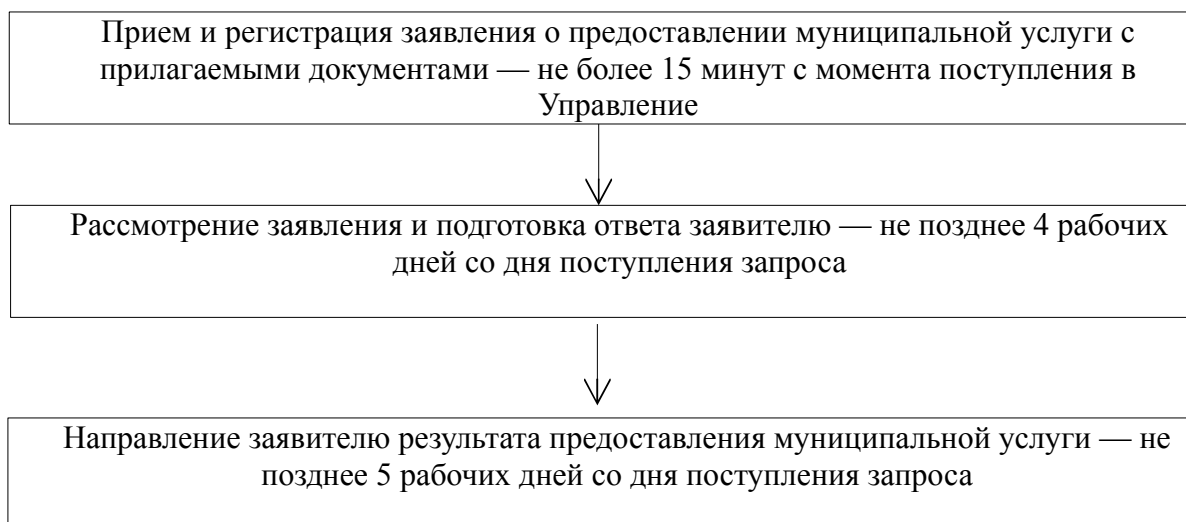 Прием и регистрация заявления о предоставлении муниципальной услуги с
прилагаемыми документами — не более 15 минут с момента поступления в
Управление
Рассмотрение заявления и подготовка ответа заявителю — не позднее 4 рабочих
дней со дня поступления запроса
Направление заявителю результата предоставления муниципальной услуги — не
позднее 5 рабочих дней со дня поступления запроса